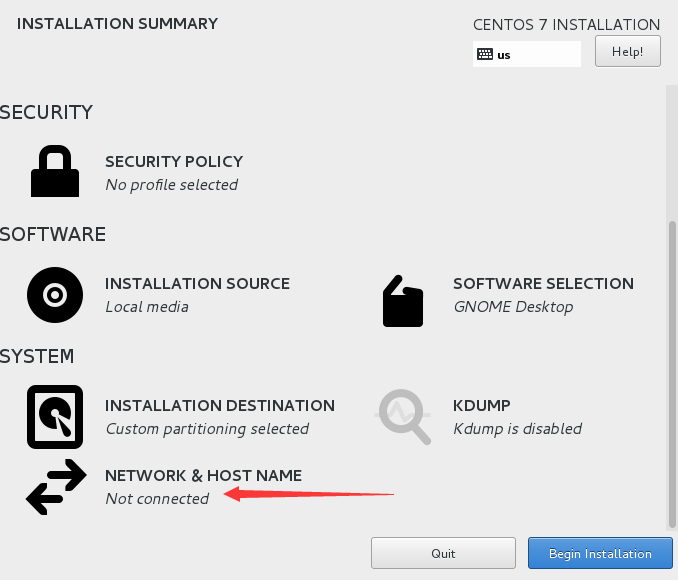 INSTALLATION SUMMARY
CENTOS 7 INSTALLATION
us
Help!
SECURITY
SECURITY POLICY
No profile selected
SOFTWARE
INSTALLATION SOURCE
Local media
SOFTWARE SELECTION
GNOME Desktop
SYSTEM
INSTALLATION DESTINATION
Custom partitioning selected
KDUMP
Kdump is disabled
NETWORK & HOST NAME
Not connected
Quit
Begin Installation